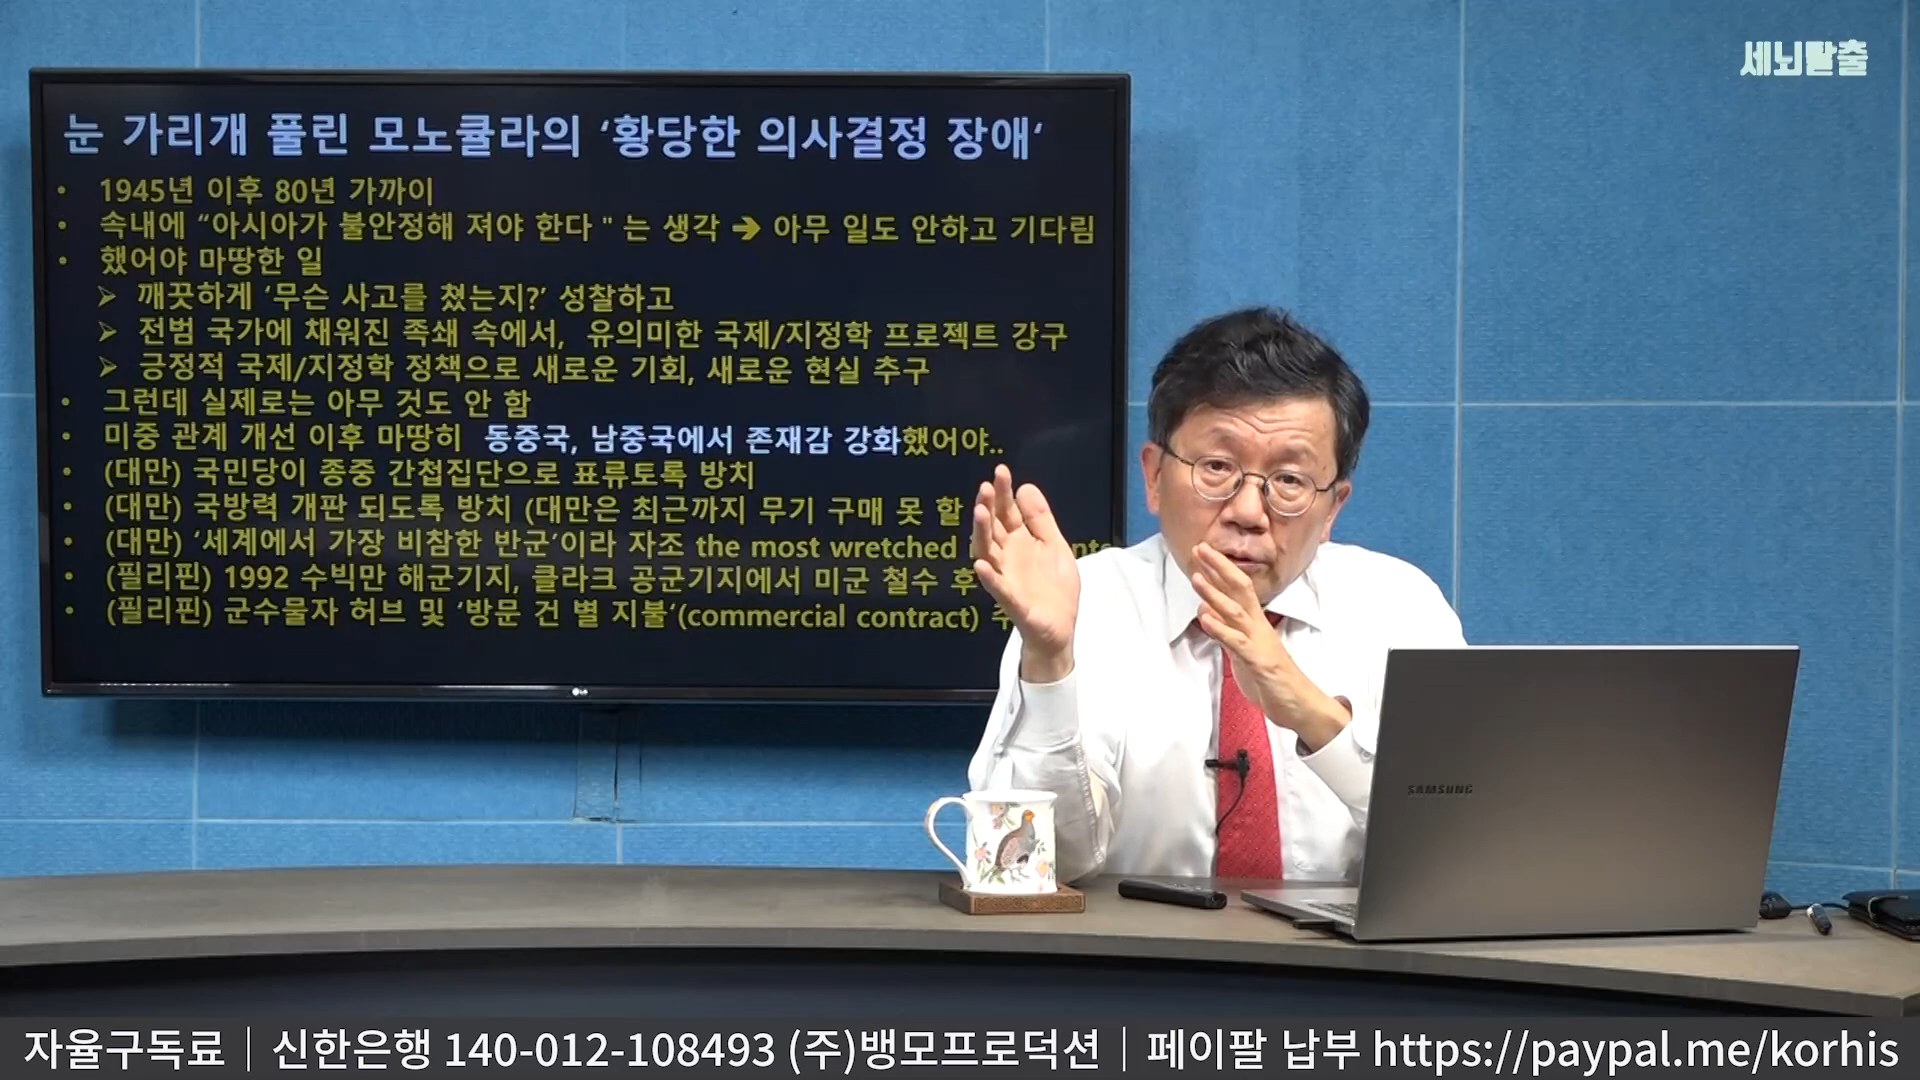 세뇌탈출
눈 가리개 풀린 모노큘라의 ‘황당한 의사결정 장애‘
• 1945년 이후 80년 가까이
• 속내에 “아시아가 불안정해 져야 한다 " 는 생각 ➔ 아무 일도 안하고 기다림
• 했어야 마땅한 일
➢ 깨끗하게 ‘무슨 사고를 쳤는지?’ 성찰하고
➢ 전범 국가에 채워진 족쇄 속에서, 유의미한 국제/지정학 프로젝트 강구
➢ 긍정적 국제/지정학 정책으로 새로운 기회, 새로운 현실 추구
• 그런데 실제로는 아무 것도 안 함
• 미중 관계 개선 이후 마땅히 동중국, 남중국에서 존재감 강화했어야..
• (대만) 국민당이 종중 간첩집단으로 표류토록 방치
• (대만) 국방력 개판 되도록 방치 (대만은 최근까지 무기 구매 못 할
• (대만) ‘세계에서 가장 비참한 반군’이라 자조 the most wretched
• (필리핀) 1992 수빅만 해군기지, 클라크 공군기지에서 미군 철수 후
• (필리핀) 군수물자 허브 및 ‘방문 건 별 지불‘(commercial contract)
LG
SAMSUNG
자율구독료│신한은행 140-012-108493 (주)뱅모프로덕션│페이팔 납부 https://paypal.me/korhis